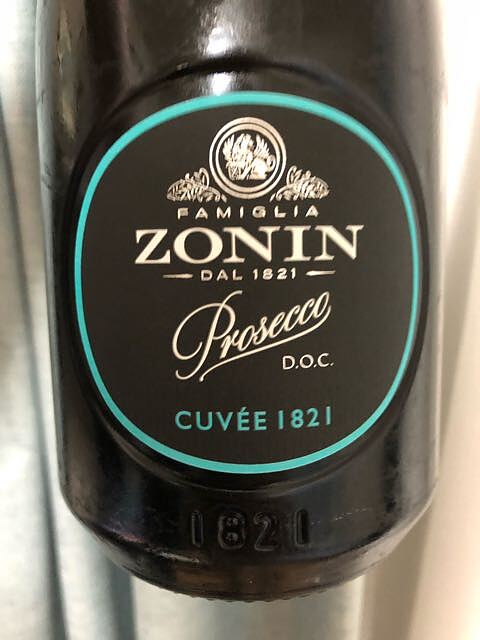 FAMIGLIA
ZONIN
DAL 1821
Prosecco
D.O.C.
CUVÉE 1821
1821